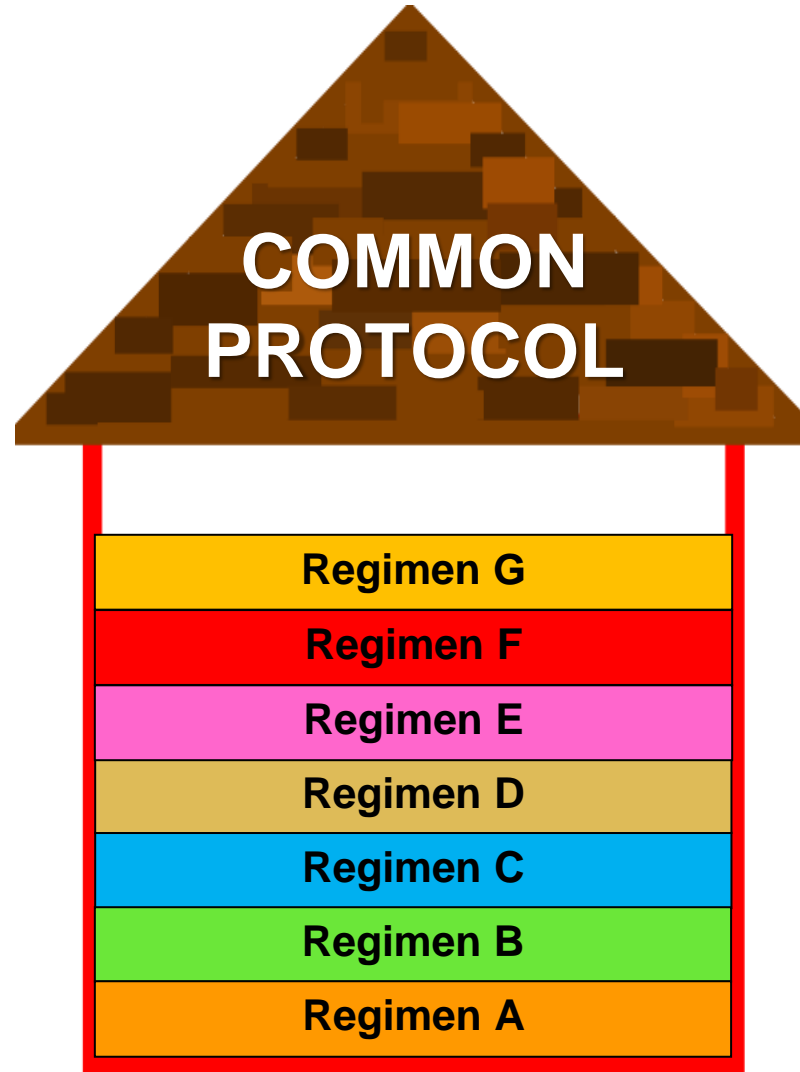 COMMON
PROTOCOL
Regimen G
Regimen F
Regimen E
Regimen D
Regimen C
Regimen B
Regimen A